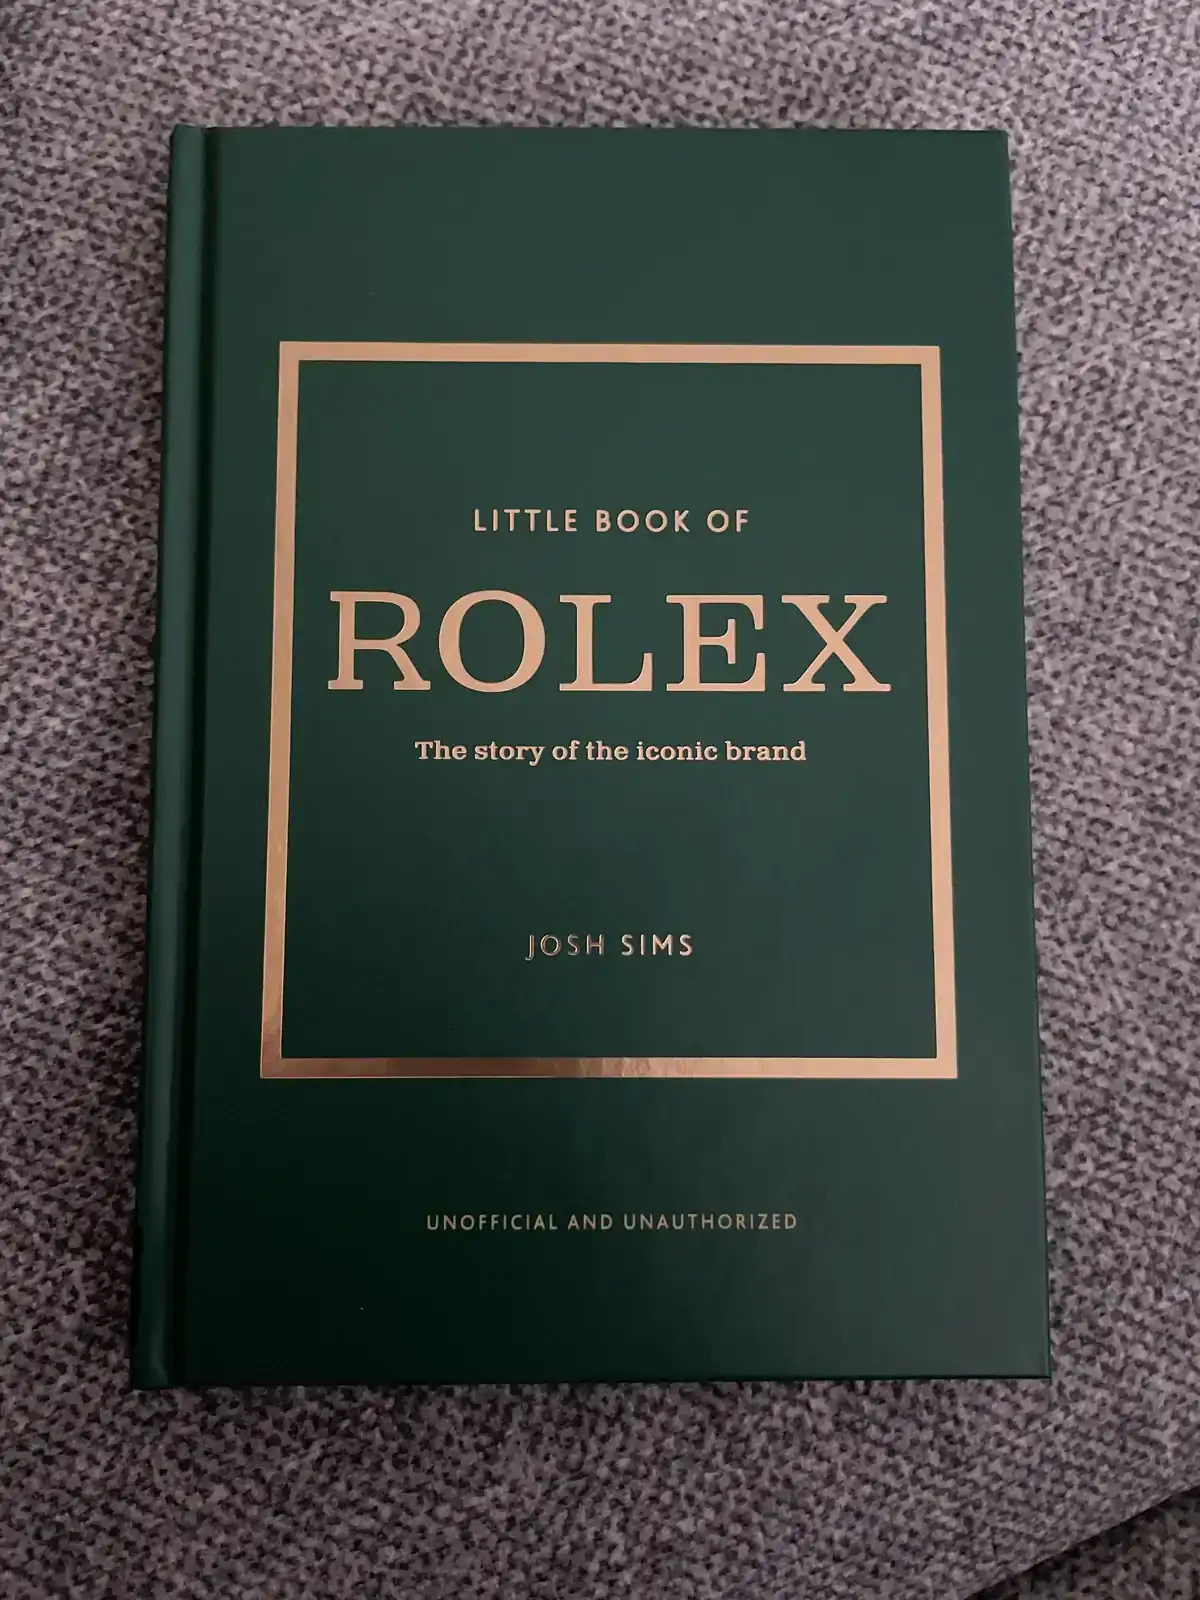 LITTLE BOOK OF
ROLEX
The story of the iconic brand
JOSH SIMS
UNOFFICIAL AND UNAUTHORIZED